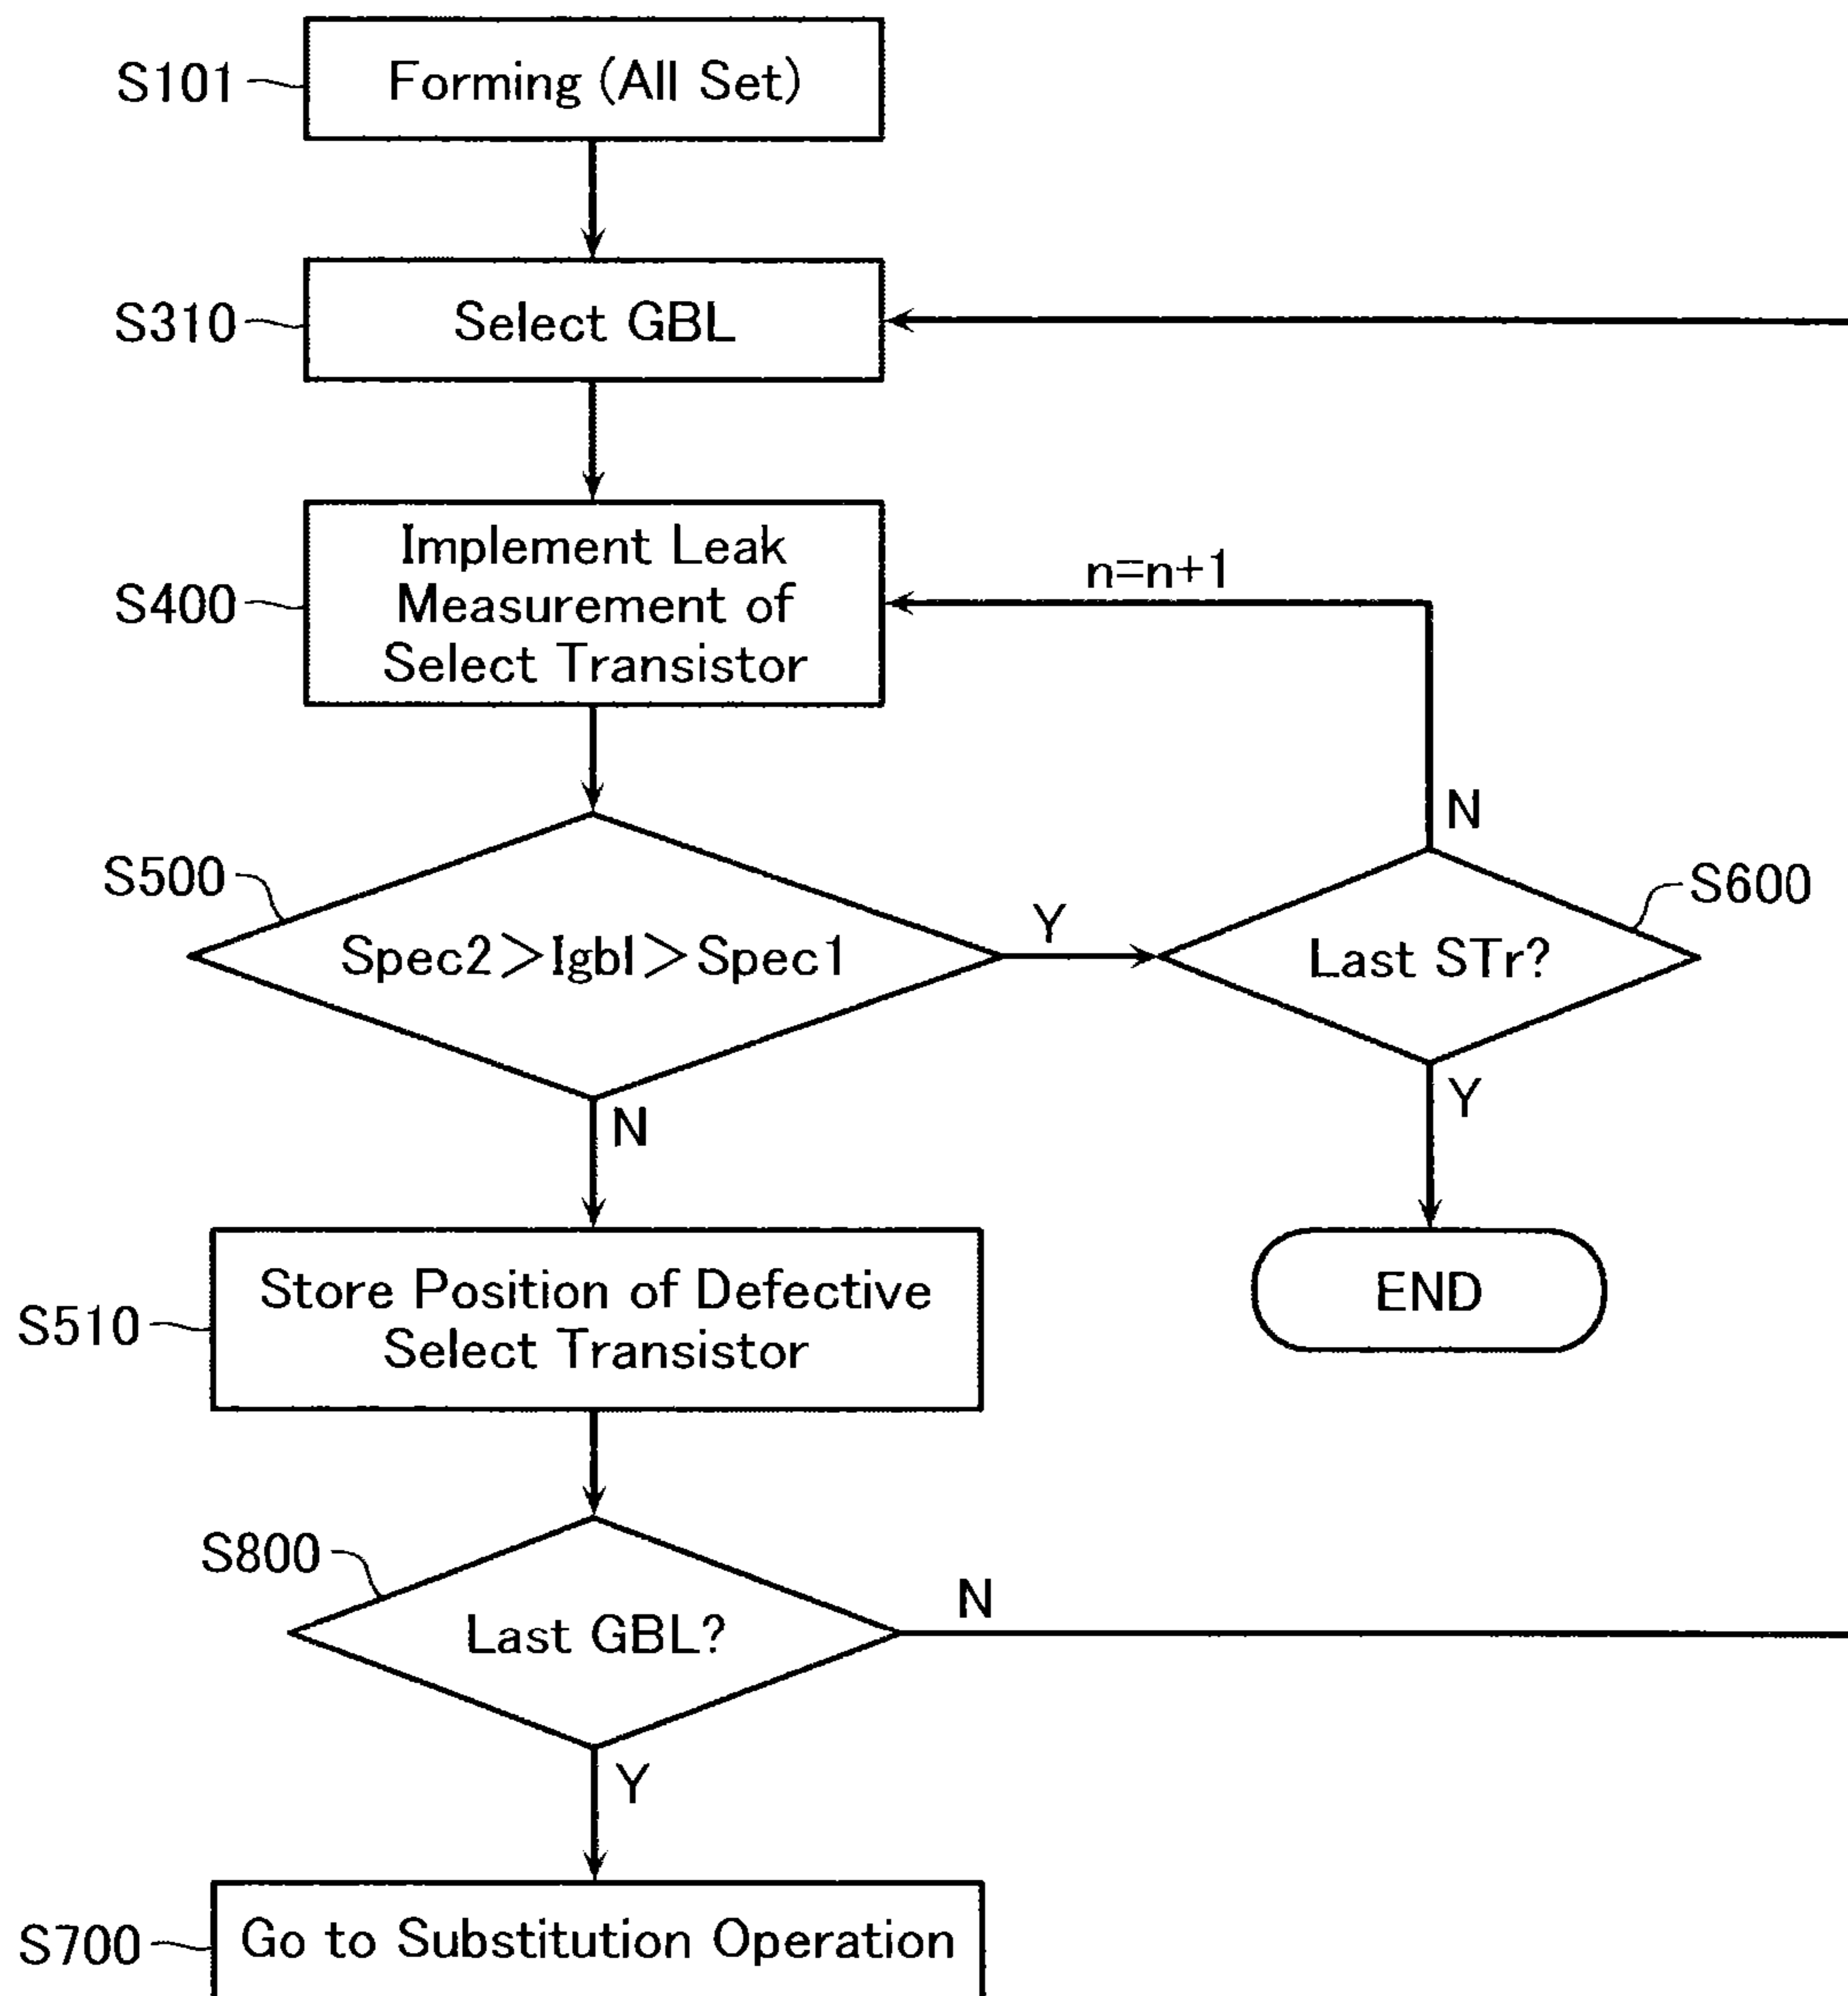 S101
Forming (All Set)
S310
Select GBL
S400
Implement Leak
Measurement of
Select Transistor
n=n+1
N
S500
Spec2>Igbl>Spec1
Y
S600
Last STr?
N
Y
S510
Store Position of Defective
Select Transistor
END
S800
Last GBL?
N
Y
S700
Go to Substitution Operation